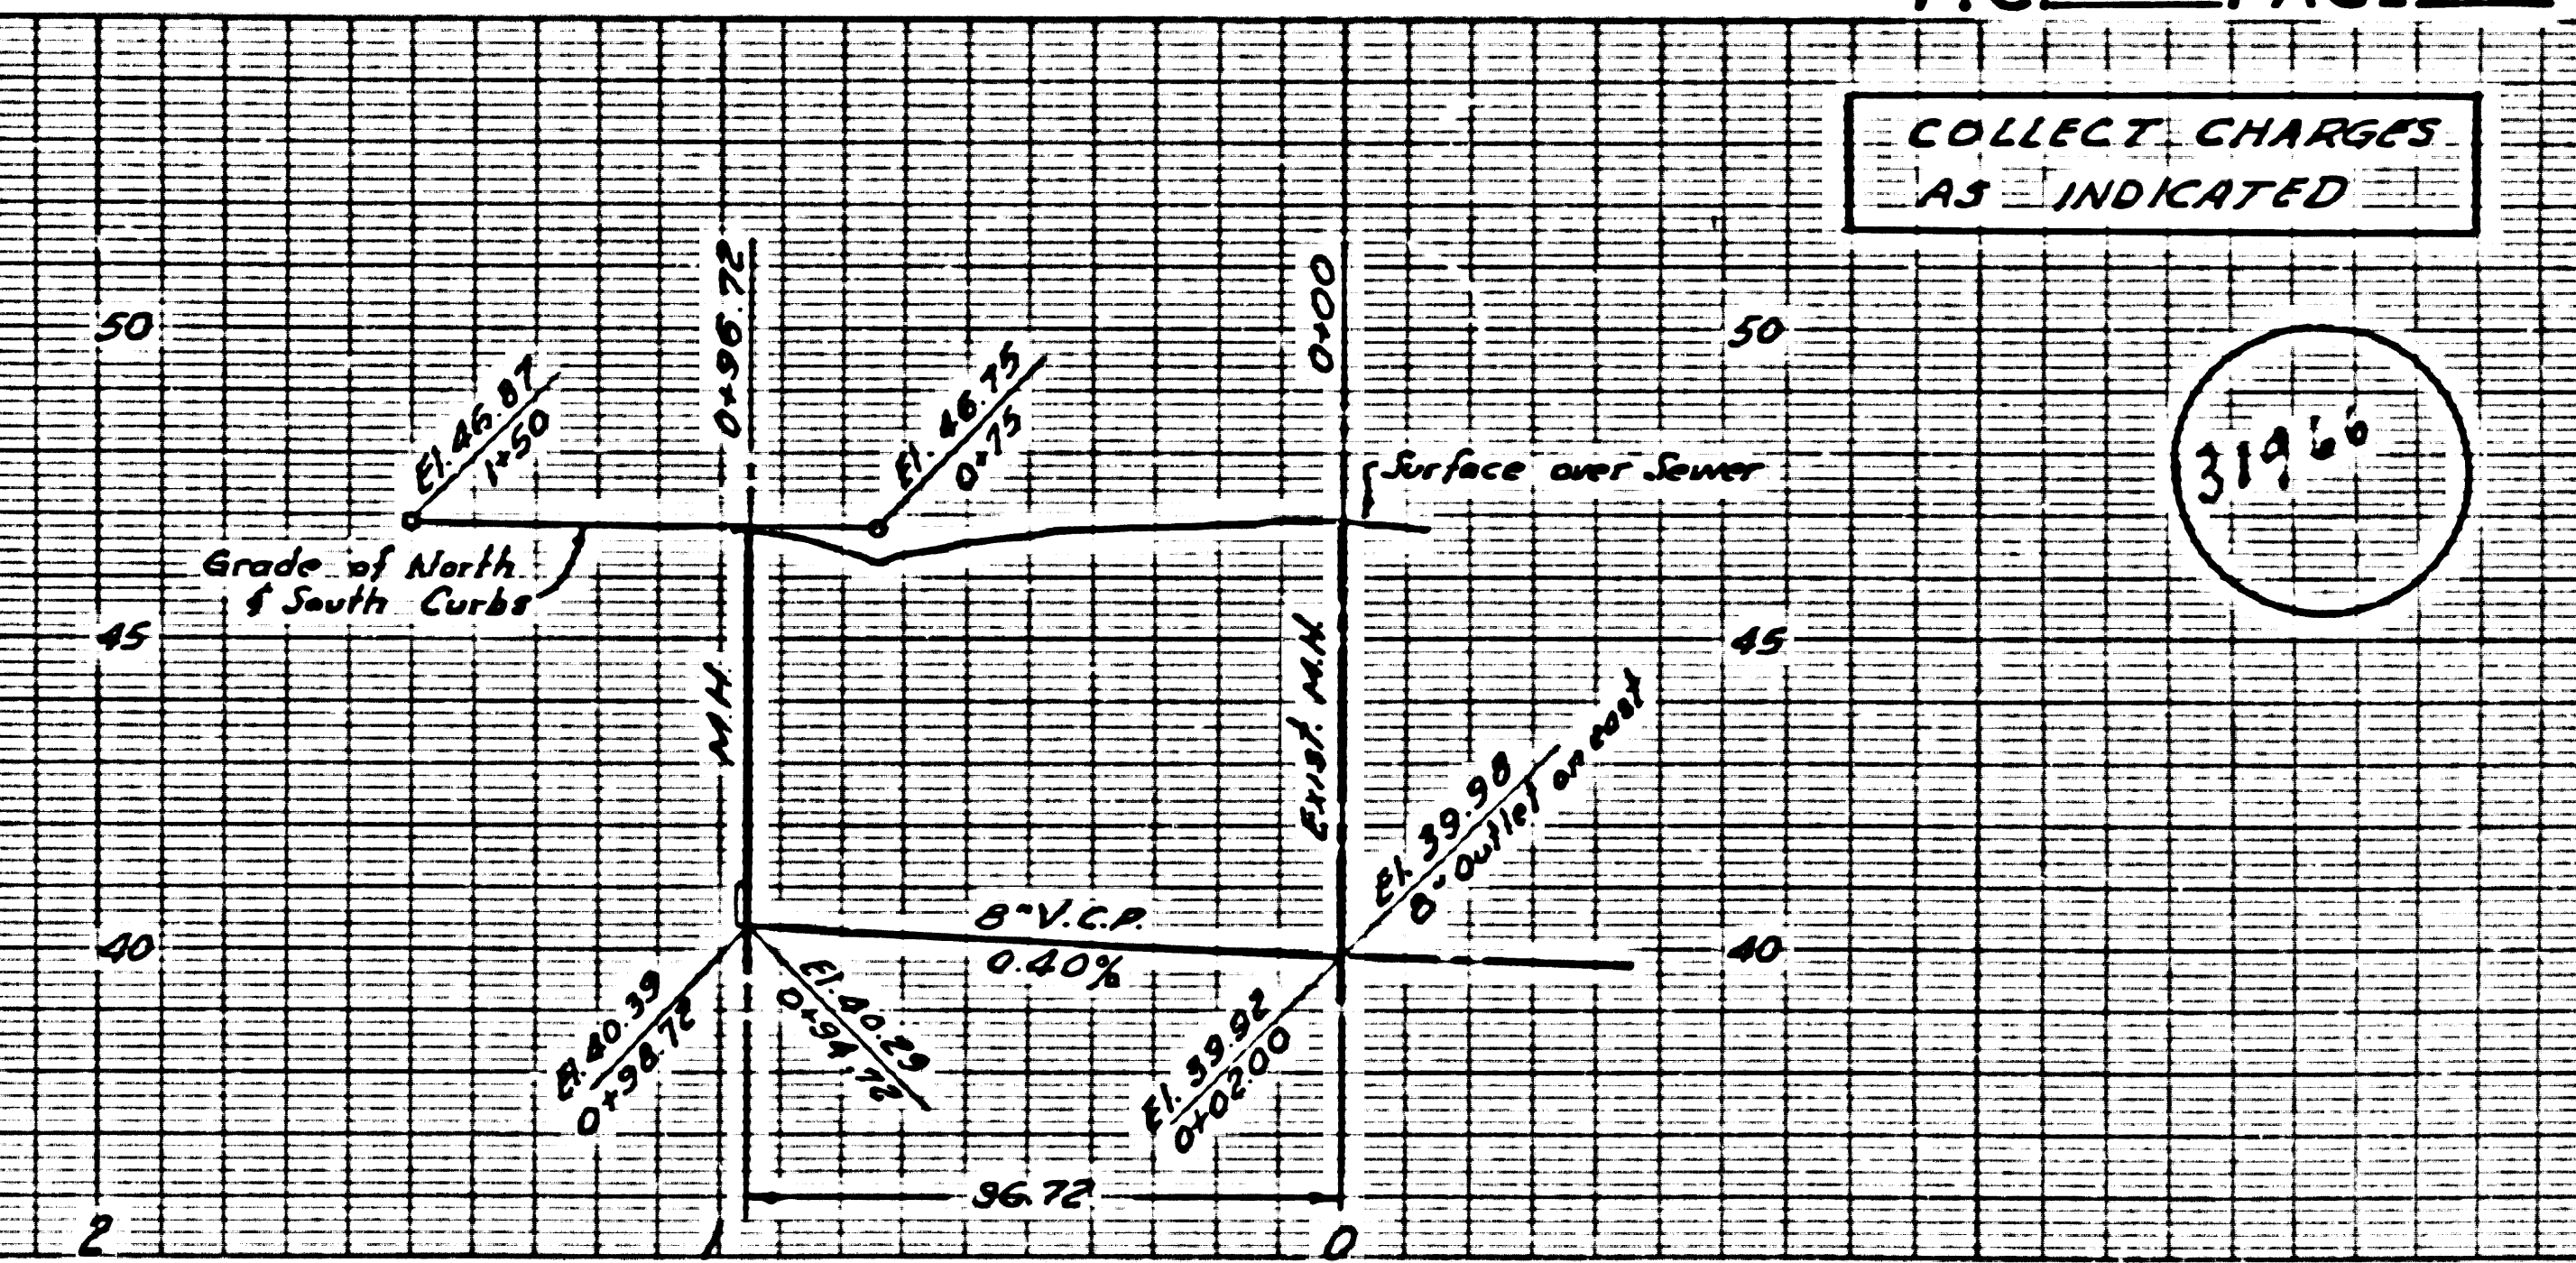 COLLECT CHARGES
AS INDICATED
0+96.72
0+00
50
50
El. 46.87
1+50
El. 46.75
0+75
31966
Surface over Sewer
Grade of North
& South Curbs
45
45
M.H.
Exist. M.H.
El. 39.98
8" Outlet on east
8" V.C.P.
0.40%
40
40
El. 40.39
0+98.72
El. 40.29
0+94.72
El. 39.92
0+02.00
96.72
2
1
0